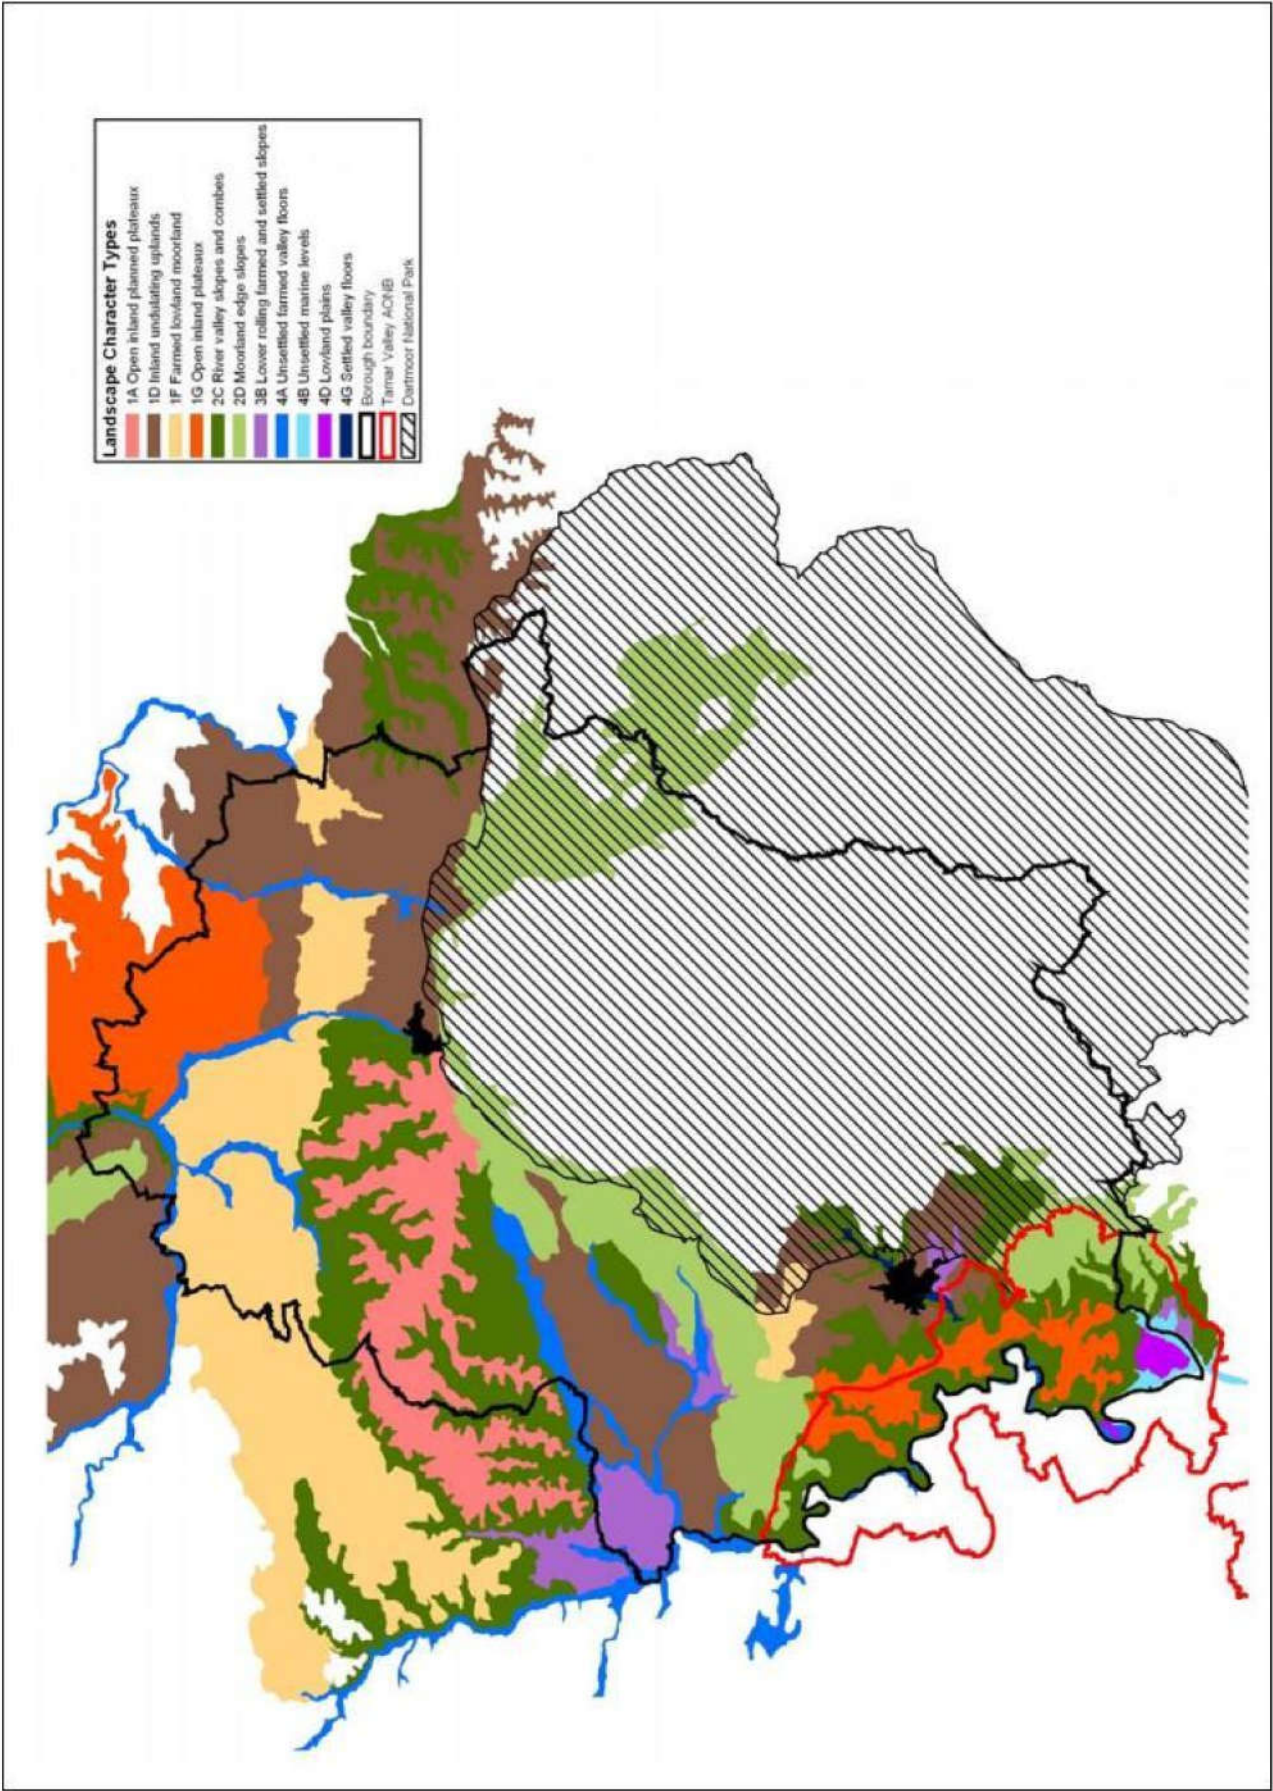 Landscape Character Types
1A Open inland planned plateaux
1D Inland undulating uplands
1F Farmed lowland moorland
1G Open inland plateaux
2C River valley slopes and combes
2D Moorland edge slopes
3B Lower rolling farmed and settled slopes
4A Unsettled farmed valley floors
4B Unsettled marine levels
4D Lowland plains
4G Settled valley floors
Borough boundary
Tamar Valley AONB
Dartmoor National Park